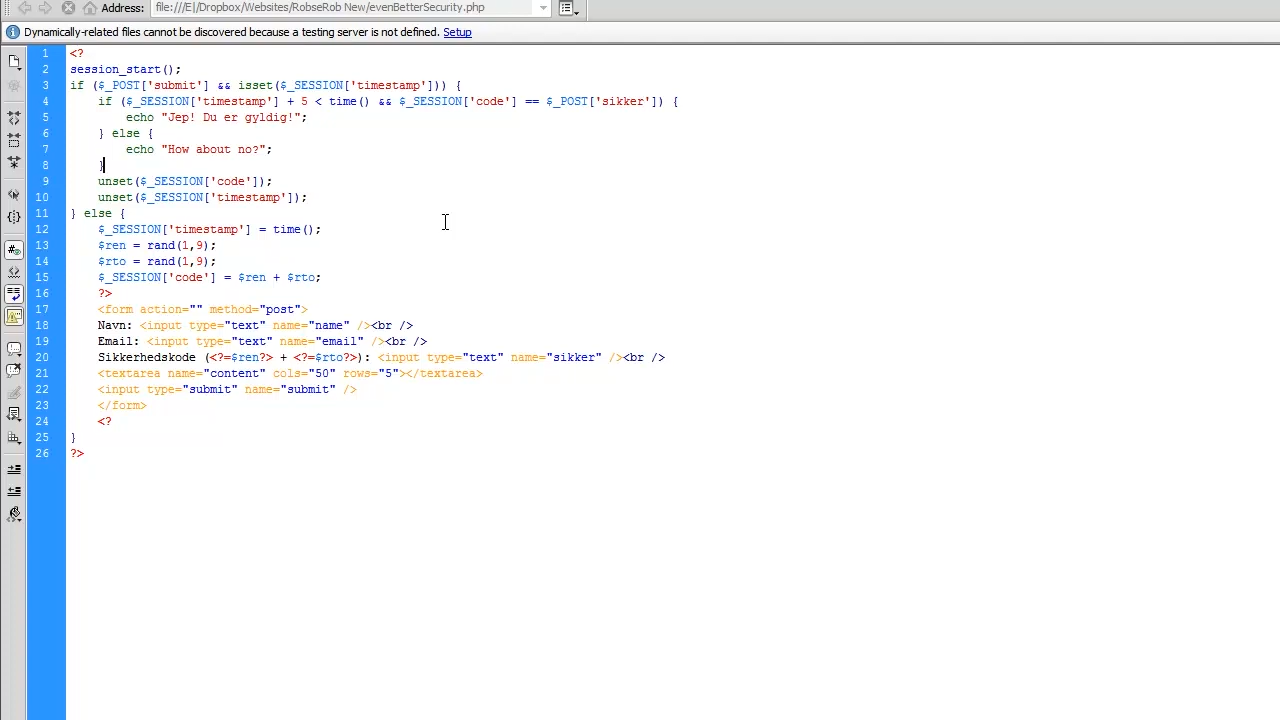 Address: file:///E|/Dropbox/Websites/RobseRob New/evenBetterSecurity.php
Dynamically-related files cannot be discovered because a testing server is not defined. Setup
1 <?
2 session_start();
3 if ($_POST['submit'] && isset($_SESSION['timestamp'])) {
4 if ($_SESSION['timestamp'] + 5 < time() && $_SESSION['code'] == $_POST['sikker']) {
5 echo "Jep! Du er gyldig!";
6 } else {
7 echo "How about no?";
8 }
9 unset($_SESSION['code']);
10 unset($_SESSION['timestamp']);
11 } else {
12 $_SESSION['timestamp'] = time();
13 $ren = rand(1,9);
14 $rto = rand(1,9);
15 $_SESSION['code'] = $ren + $rto;
16 ?>
17 <form action="" method="post">
18 Navn: <input type="text" name="name" /><br />
19 Email: <input type="text" name="email" /><br />
20 Sikkerhedskode (<?=$ren?> + <?=$rto?>): <input type="text" name="sikker" /><br />
21 <textarea name="content" cols="50" rows="5"></textarea>
22 <input type="submit" name="submit" />
23 </form>
24 <?
25 }
26 ?>